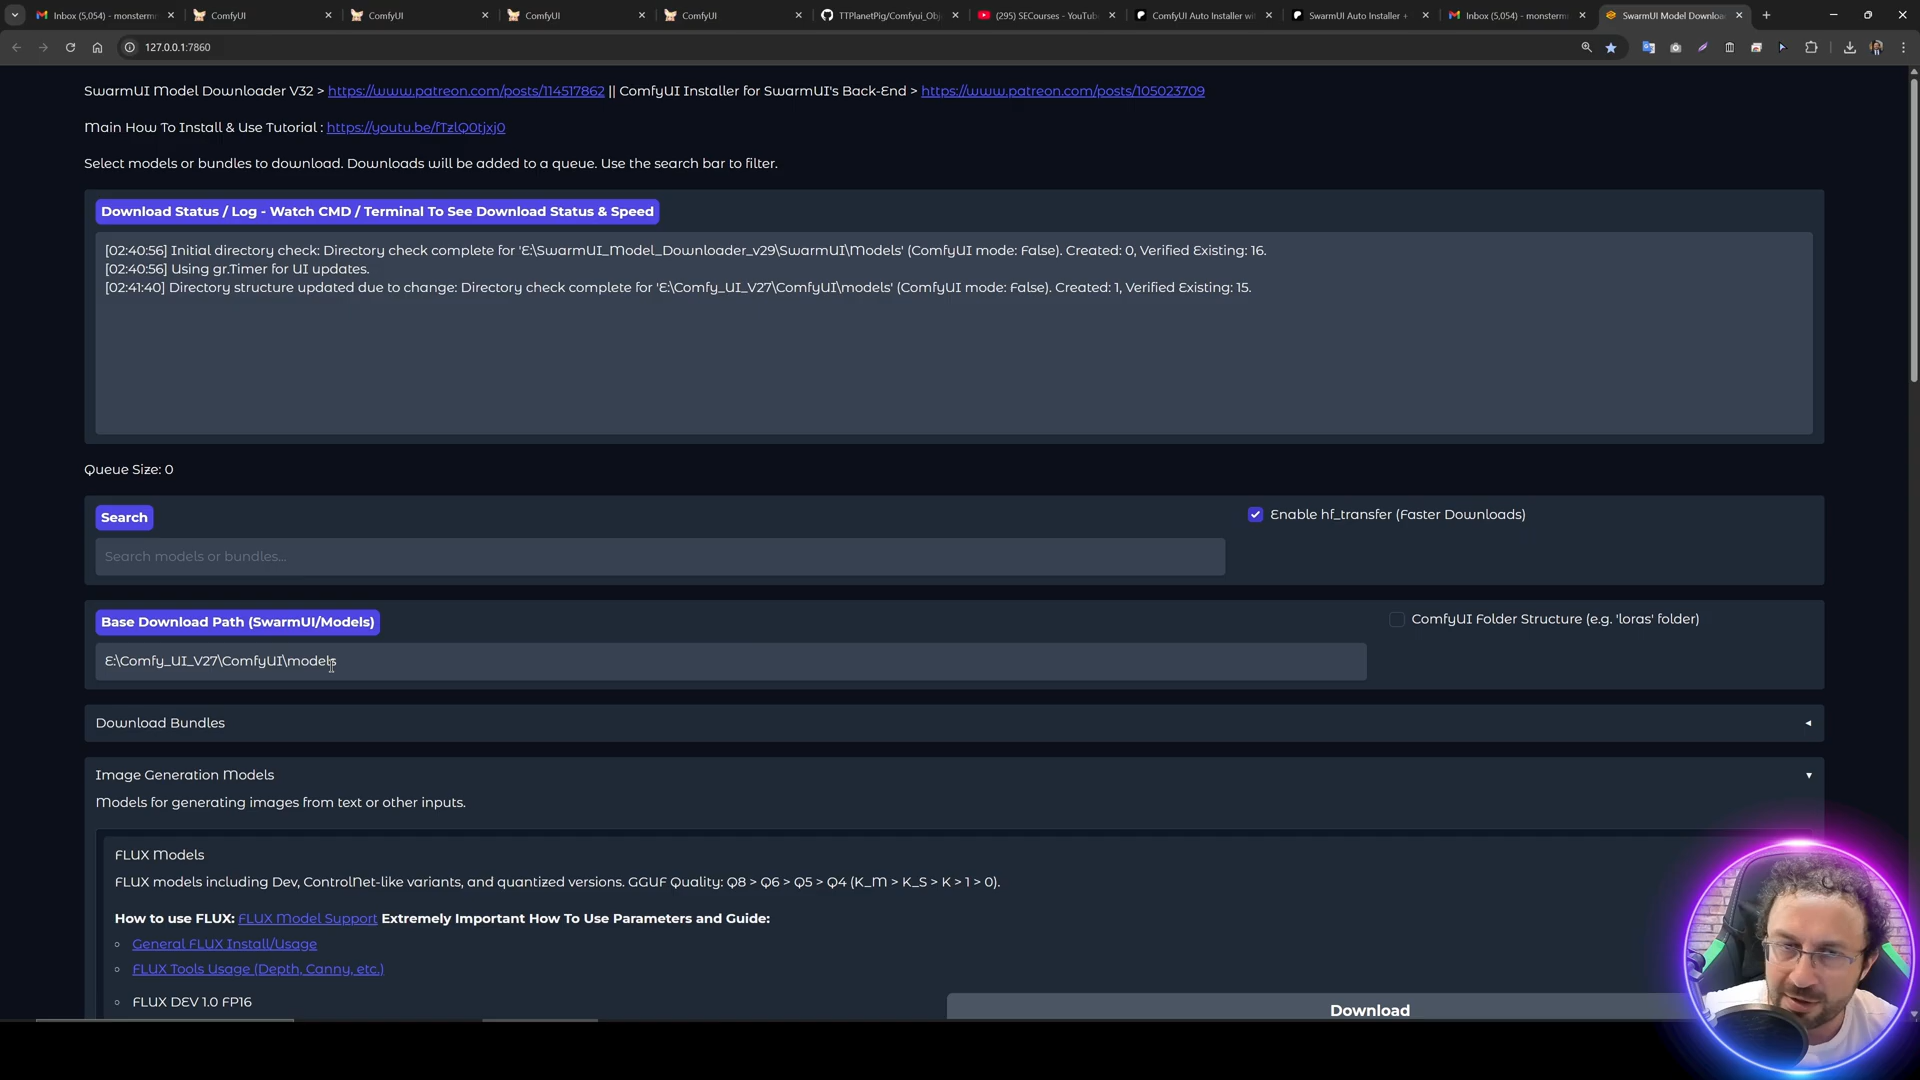 Inbox (5,054) - monsterm
ComfyUI
ComfyUI
ComfyUI
ComfyUI
TTPlanetPig/Comfyui_Obj
(295) SECourses - YouTub
ComfyUI Auto Installer wi
SwarmUI Auto Installer +
Inbox (5,054) - monsterm
SwarmUI Model Downloa
127.0.0.1:7860
SwarmUI Model Downloader V32 > https://www.patreon.com/posts/114517862 || ComfyUI Installer for SwarmUI's Back-End > https://www.patreon.com/posts/105023709
Main How To Install & Use Tutorial : https://youtu.be/fTzlQ0tjxj0
Select models or bundles to download. Downloads will be added to a queue. Use the search bar to filter.
Download Status / Log - Watch CMD / Terminal To See Download Status & Speed
[02:40:56] Initial directory check: Directory check complete for 'E:\SwarmUI_Model_Downloader_v29\SwarmUI\Models' (ComfyUI mode: False). Created: 0, Verified Existing: 16.
[02:40:56] Using gr.Timer for UI updates.
[02:41:40] Directory structure updated due to change: Directory check complete for 'E:\Comfy_UI_V27\ComfyUI\models' (ComfyUI mode: False). Created: 1, Verified Existing: 15.
Queue Size: 0
Search
Enable hf_transfer (Faster Downloads)
Search models or bundles...
Base Download Path (SwarmUI/Models)
ComfyUI Folder Structure (e.g. 'loras' folder)
E:\Comfy_UI_V27\ComfyUI\models
Download Bundles
Image Generation Models
Models for generating images from text or other inputs.
FLUX Models
FLUX models including Dev, ControlNet-like variants, and quantized versions. GGUF Quality: Q8 > Q6 > Q5 > Q4 (K_M > K_S > K > 1 > 0).
How to use FLUX: FLUX Model Support Extremely Important How To Use Parameters and Guide:
General FLUX Install/Usage
FLUX Tools Usage (Depth, Canny, etc.)
FLUX DEV 1.0 FP16
Download